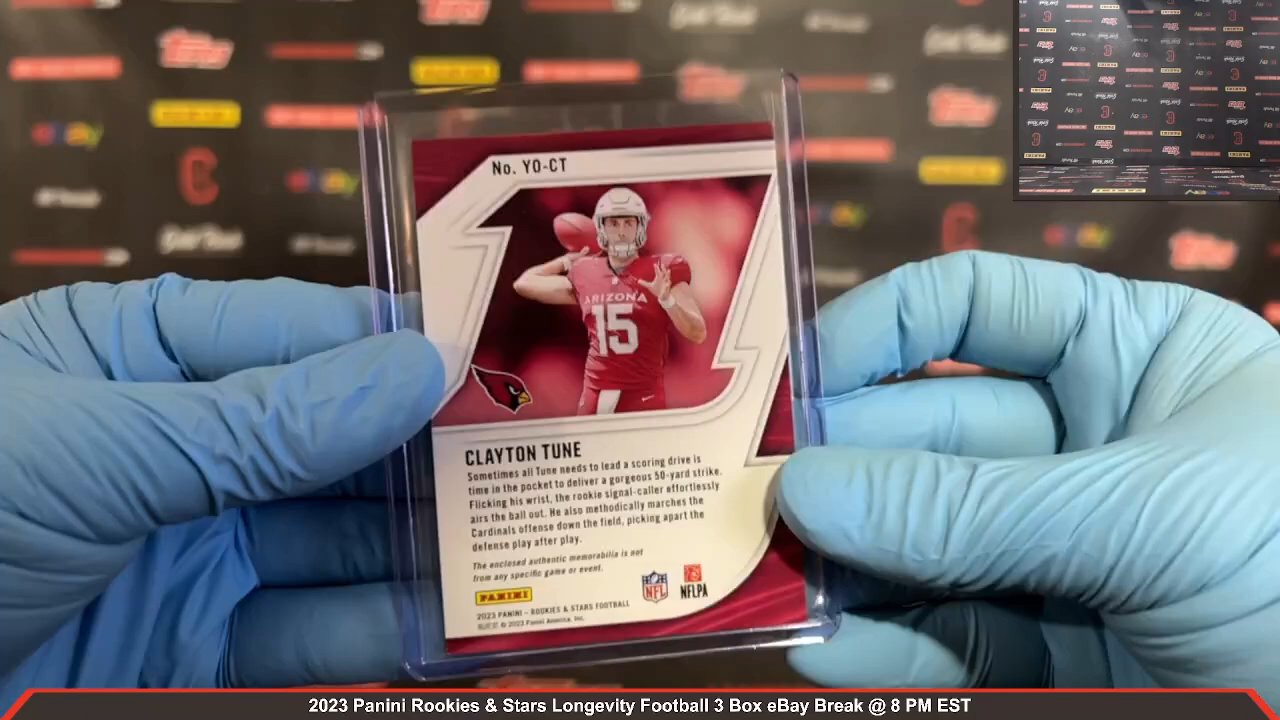 No. YO-CT
ARIZONA
15
CLAYTON TUNE
Sometimes all Tune needs to lead a scoring drive is
time in the pocket to deliver a gorgeous 50-yard strike.
Flicking his wrist, the rookie signal-caller effortlessly
airs the ball out. He also methodically marches the
Cardinals offense down the field, picking apart the
defense play after play.
The enclosed authentic memorabilia is not
from any specific game or event.
PANINI
NFL
NFLPA
2023 PANINI – ROOKIES & STARS FOOTBALL
© 2023 Panini America, Inc.
Topps
ebay
2023 Panini Rookies & Stars Longevity Football 3 Box eBay Break @ 8 PM EST